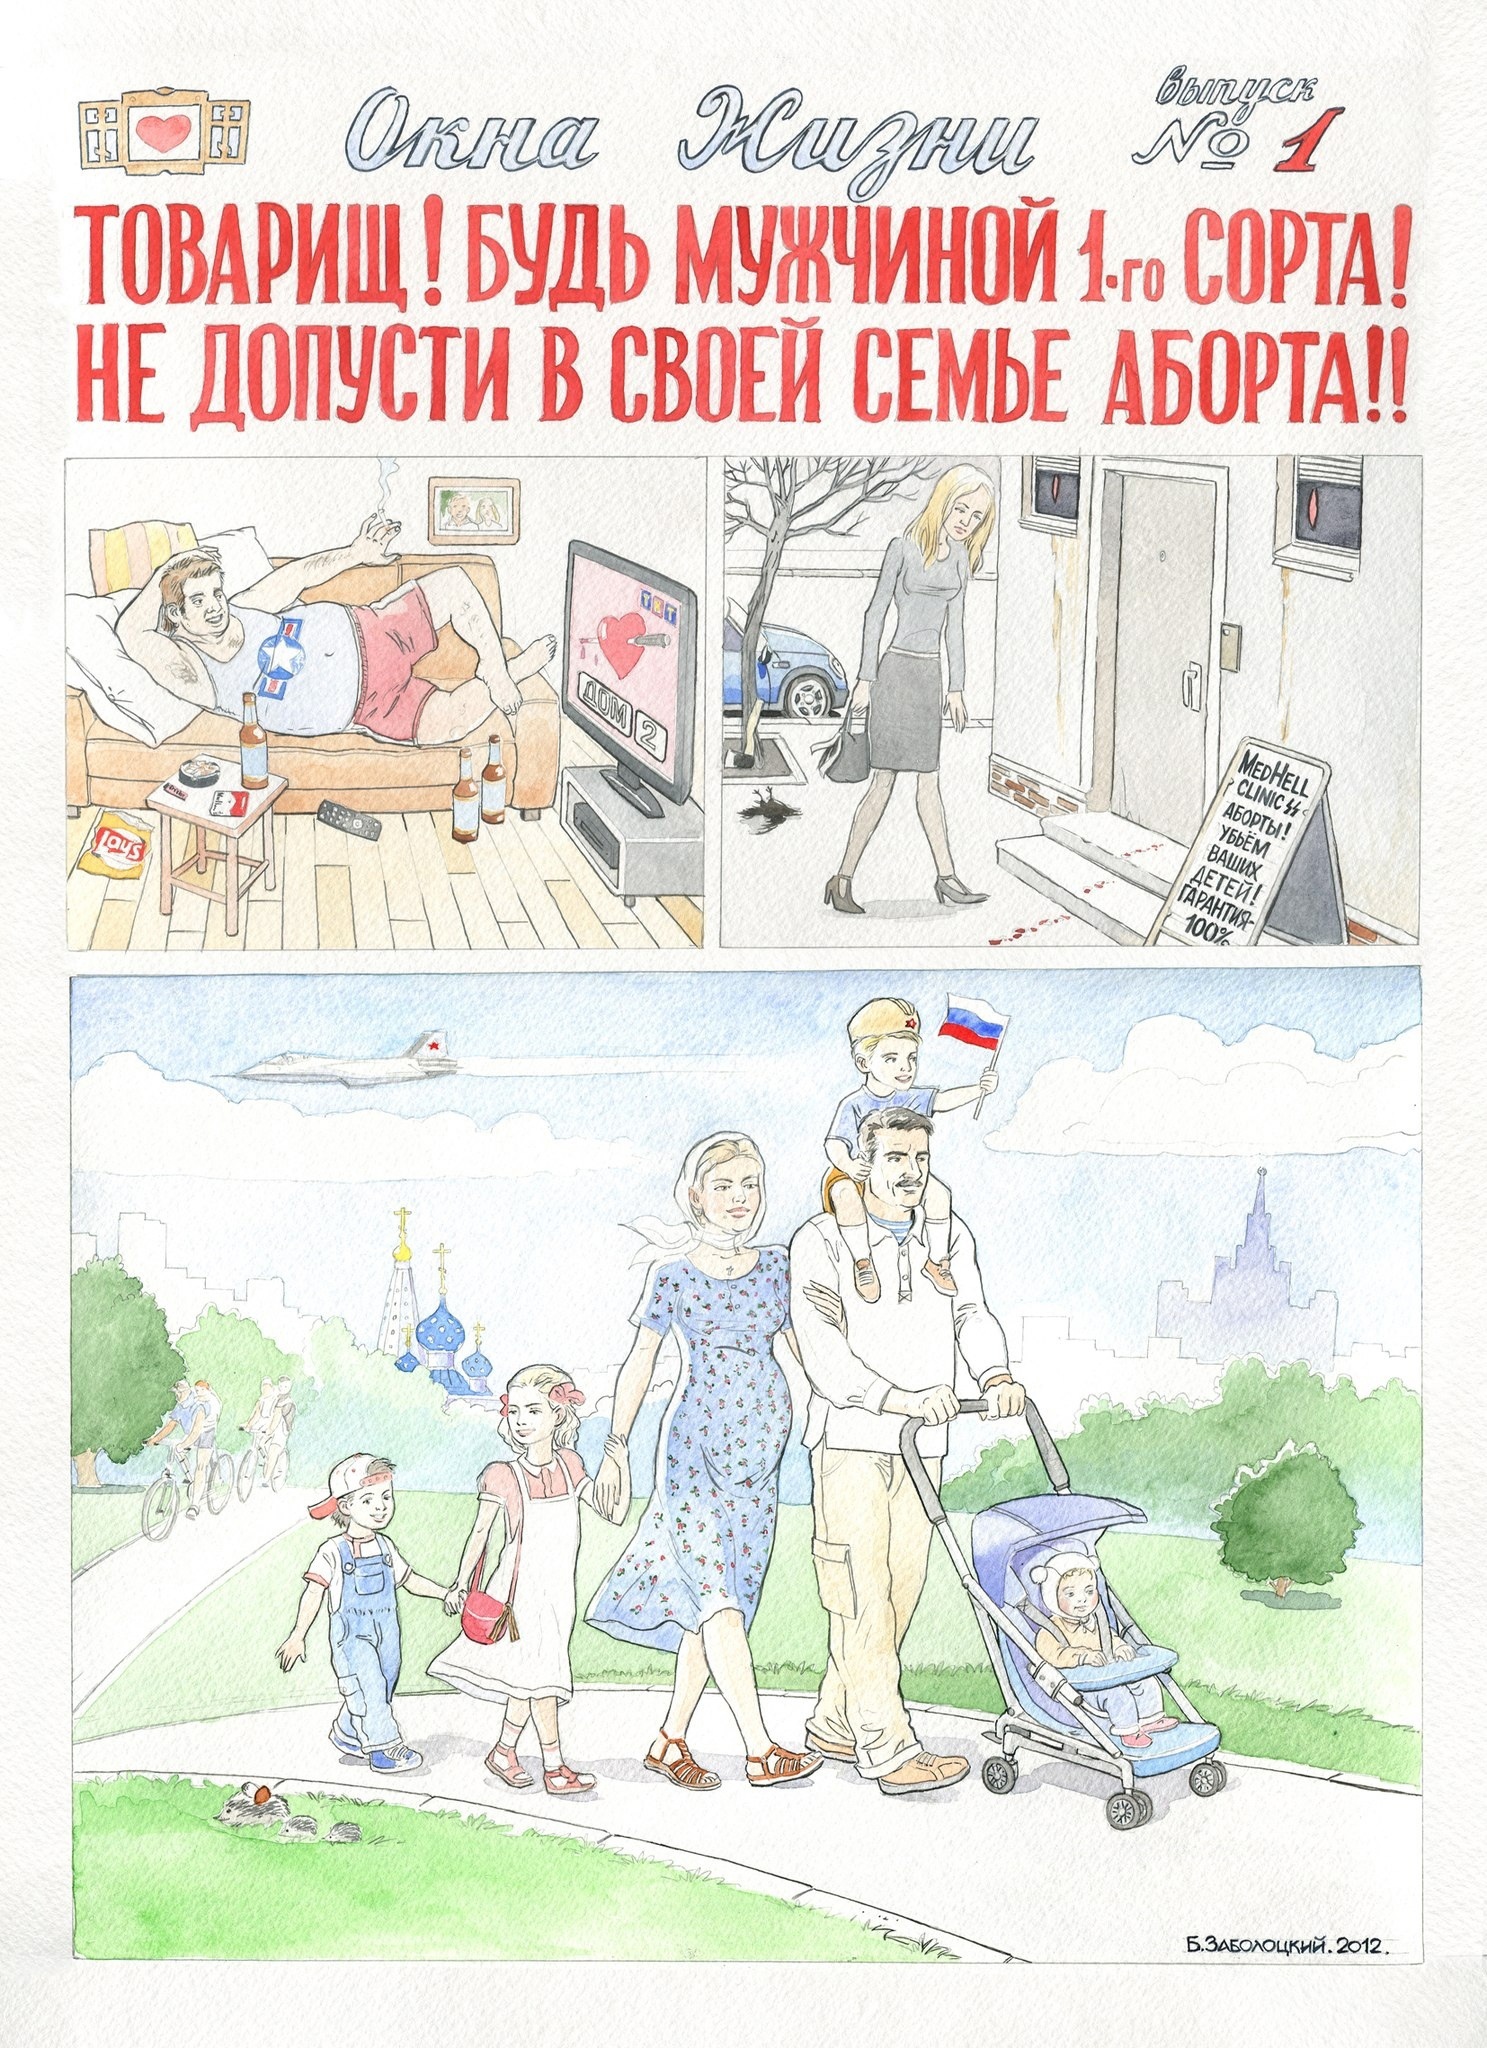 Окна Жизни
выпуск
№ 1
ТОВАРИЩ! БУДЬ МУЖЧИНОЙ 1-го СОРТА!
НЕ ДОПУСТИ В СВОЕЙ СЕМЬЕ АБОРТА!!
ТНТ
ДОМ 2
Lay's
MEDHELL
CLINIC
АБОРТЫ!
УБЬЁМ
ВАШИХ
ДЕТЕЙ!
ГАРАНТИЯ-
100%
Б.ЗАБОЛОЦКИЙ.2012.